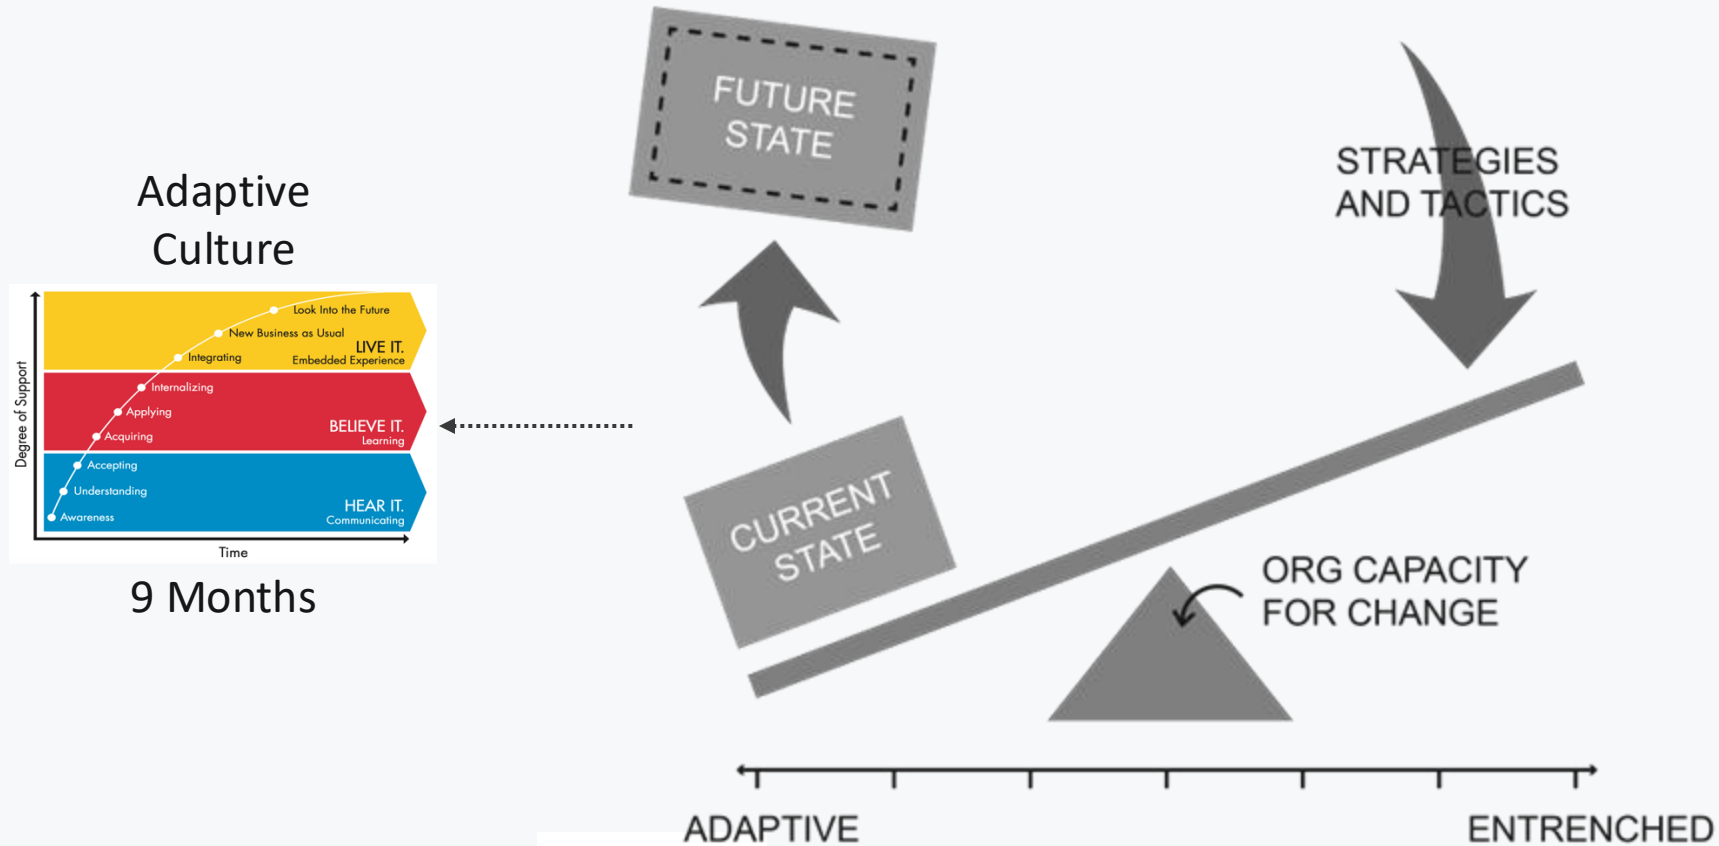 Adaptive
Culture
Degree of Support
Look Into the Future
New Business as Usual
LIVE IT.
Integrating
Embedded Experience
Internalizing
Applying
BELIEVE IT.
Acquiring
Learning
Accepting
Understanding
HEAR IT.
Awareness
Communicating
Time
9 Months
FUTURE
STATE
CURRENT
STATE
STRATEGIES
AND TACTICS
ORG CAPACITY
FOR CHANGE
ADAPTIVE
ENTRENCHED